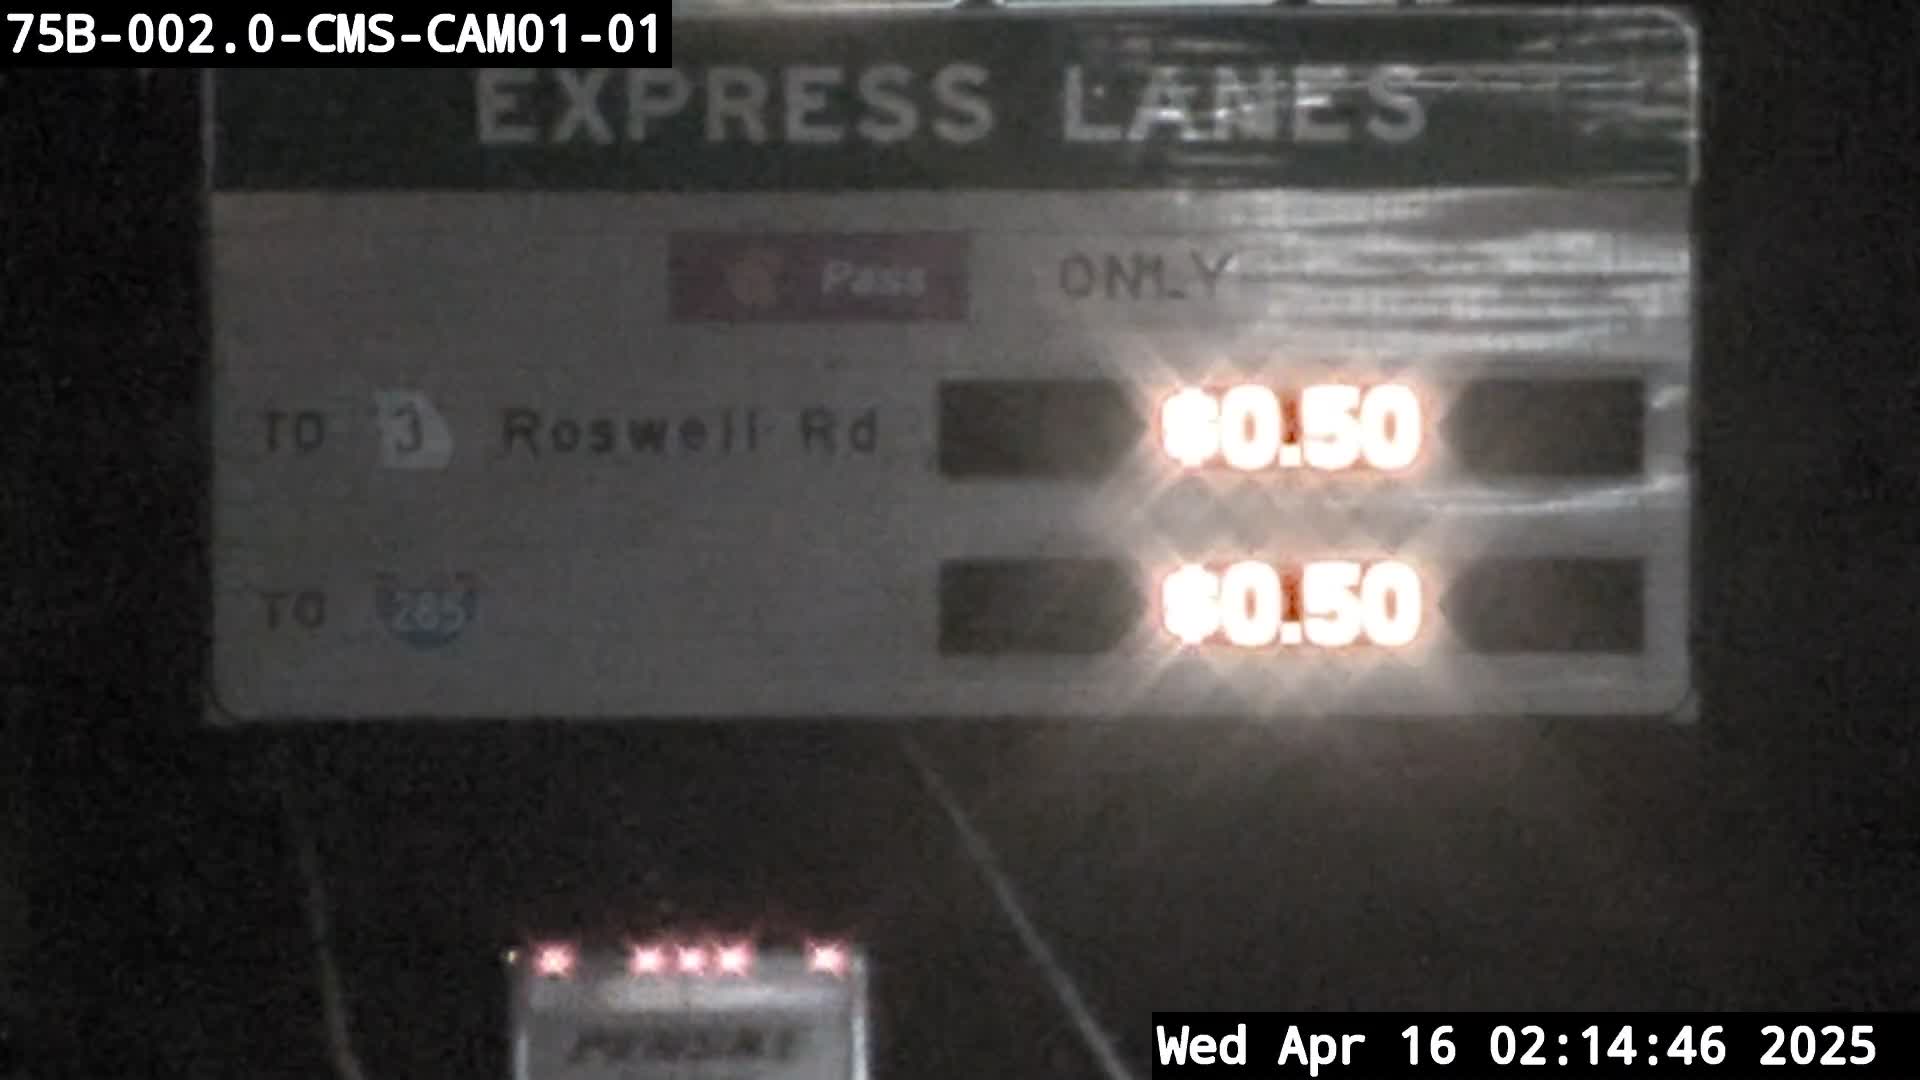 75B-002.0-CMS-CAM01-01
EXPRESS LANES
Pass ONLY
TO 3 Roswell Rd $0.50
TO 285 $0.50
Wed Apr 16 02:14:46 2025